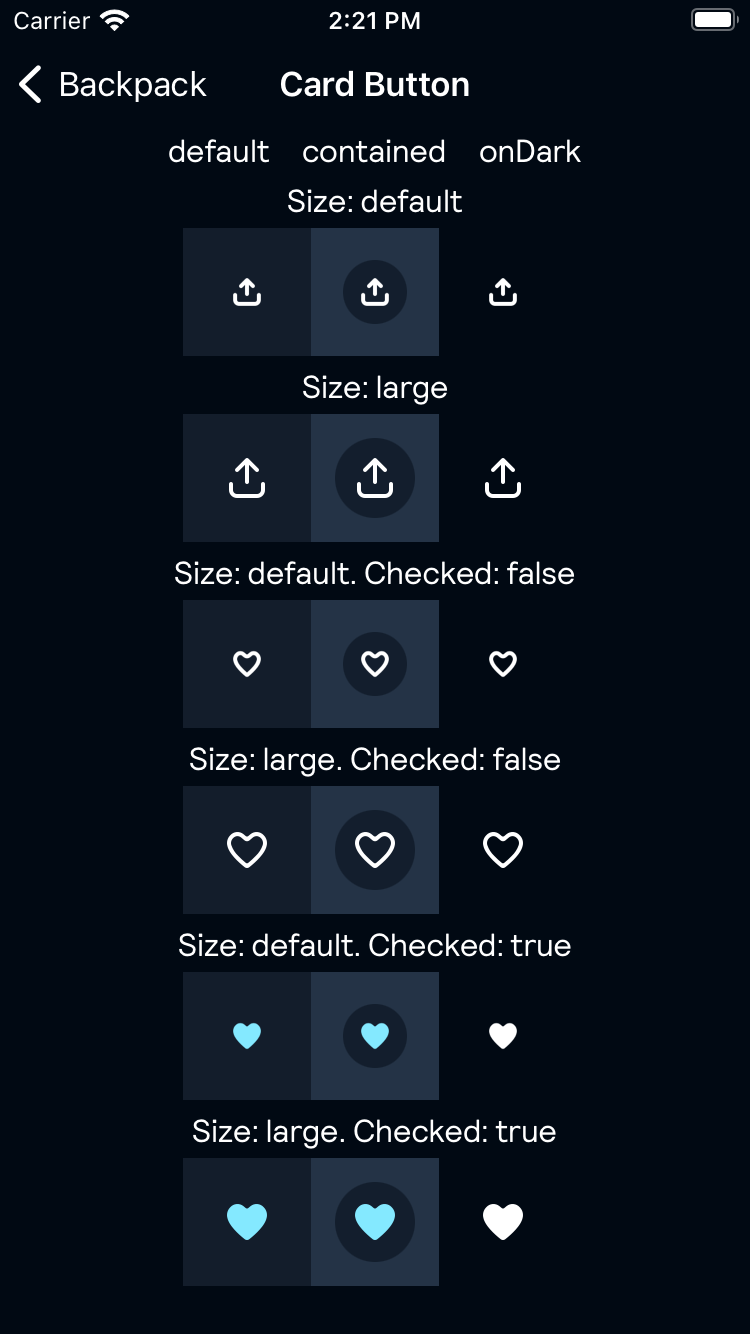 Carrier 2:21 PM
Backpack Card Button
default contained onDark
Size: default
Size: large
Size: default. Checked: false
Size: large. Checked: false
Size: default. Checked: true
Size: large. Checked: true